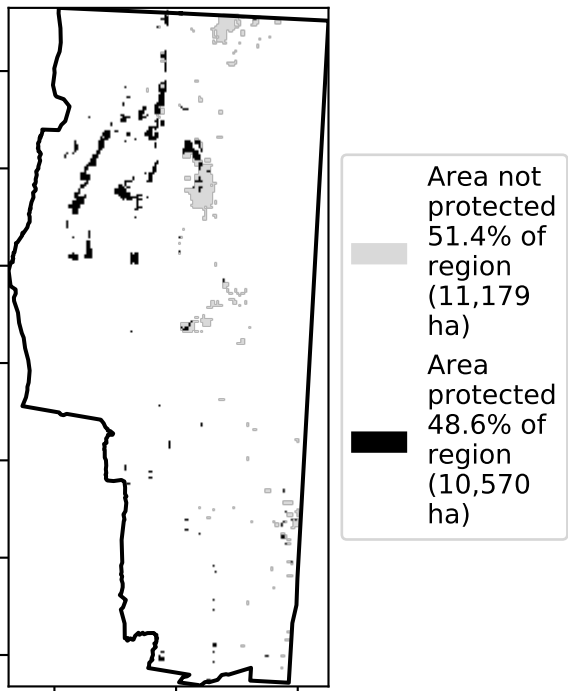 Area not
protected
51.4% of
region
(11,179
ha)
Area
protected
48.6% of
region
(10,570
ha)